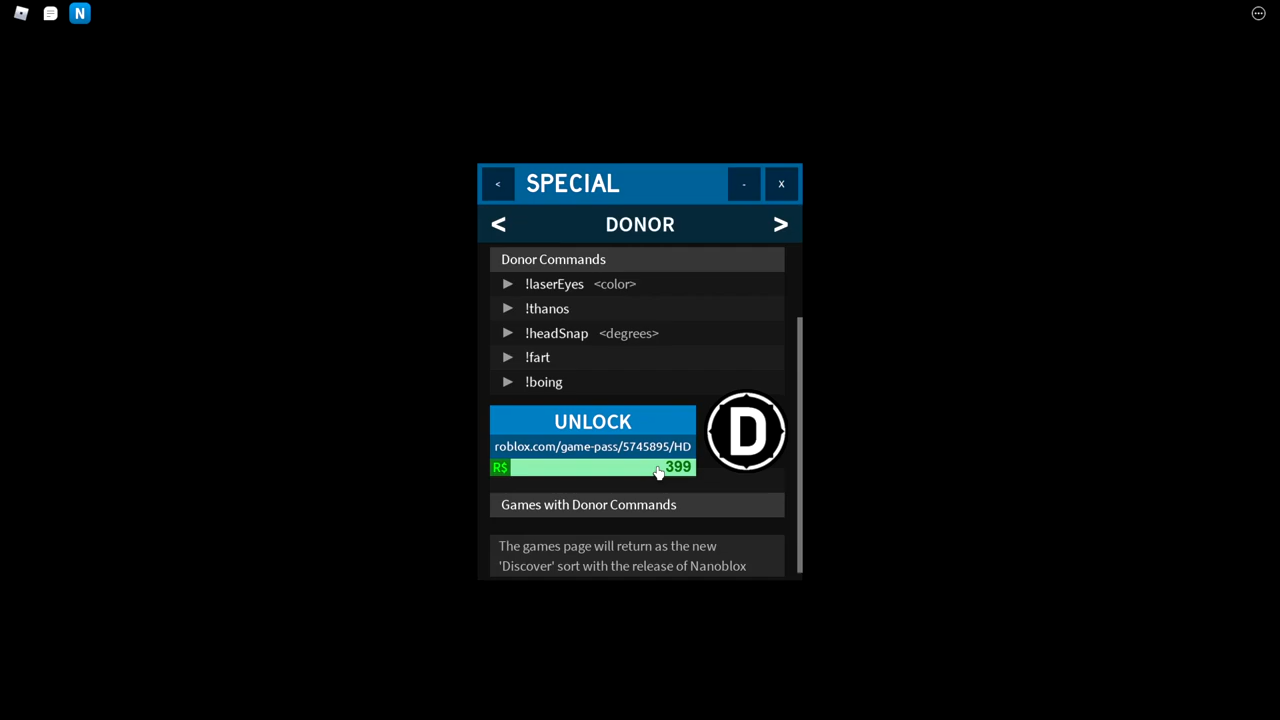 N
< SPECIAL - X
< DONOR >
Donor Commands
!laserEyes <color>
!thanos
!headSnap <degrees>
!fart
!boing
UNLOCK
roblox.com/game-pass/5745895/HD
R$ 399
D
Games with Donor Commands
The games page will return as the new
'Discover' sort with the release of Nanoblox